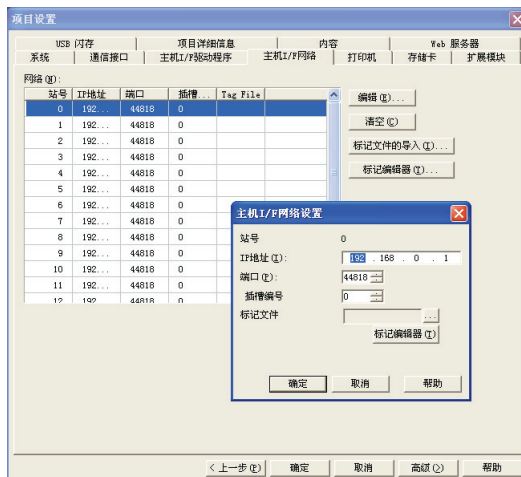 项目设置
USB 闪存 项目详细信息 内容 Web 服务器
系统 通信接口 主机I/F驱动程序 主机I/F网络 打印机 存储卡 扩展模块
网络(N):
站号 IP地址 端口 插槽... Tag File
0 192... 44818 0
1 192... 44818 0
2 192... 44818 0
3 192... 44818 0
4 192... 44818 0
5 192... 44818 0
6 192... 44818 0
7 192... 44818 0
8 192... 44818 0
9 192... 44818 0
10 192... 44818 0
11 192... 44818 0
12 192 44818 0
编辑(E)...
清空(C)
标记文件的导入(I)...
标记编辑器(T)...
主机I/F网络设置
站号 0
IP地址(I): 192 . 168 . 0 . 1
端口(P): 44818
插槽编号 0
标记文件 ...
标记编辑器(T)
确定 取消 帮助
< 上一步(P) 确定 取消 高级(>) 帮助